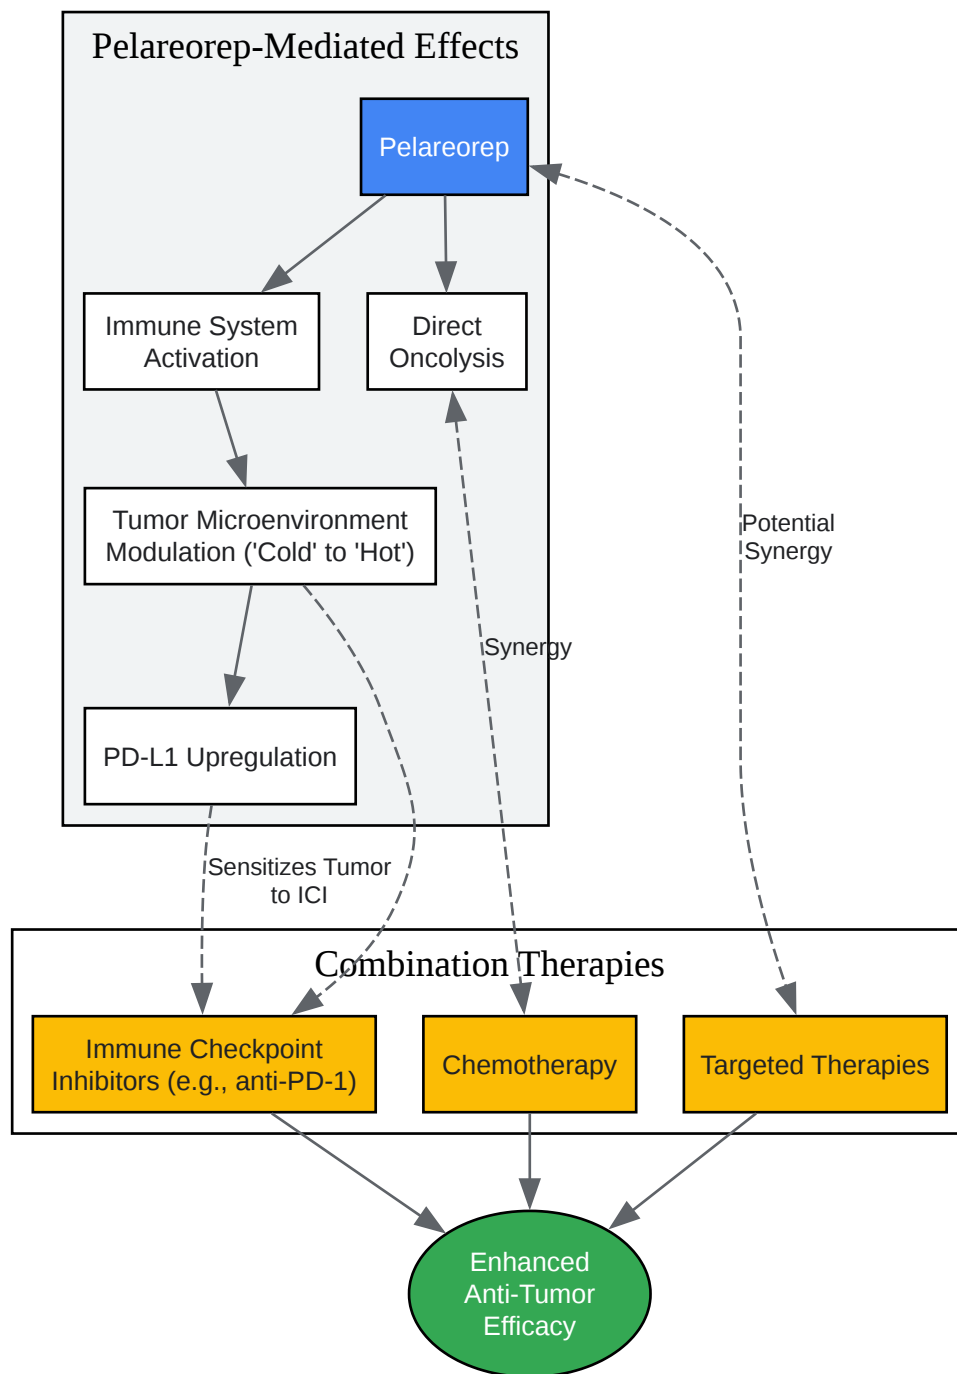 Pelareorep-Mediated Effects
Pelareorep
Immune System
Activation
Direct
Oncolysis
Tumor Microenvironment
Modulation ('Cold' to 'Hot')
Potential
Synergy
Synergy
PD-L1 Upregulation
Sensitizes Tumor
to ICI
Combination Therapies
Immune Checkpoint
Inhibitors (e.g., anti-PD-1)
Chemotherapy
Targeted Therapies
Enhanced
Anti-Tumor
Efficacy